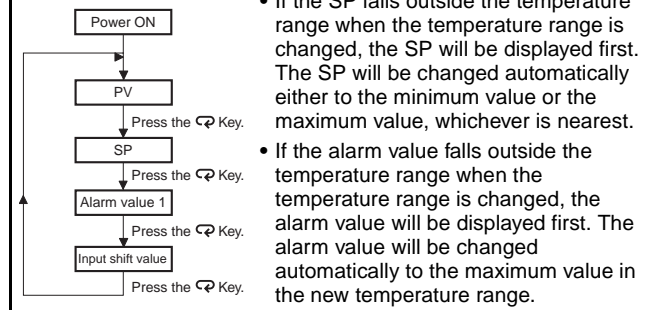 Power ON
PV
Press the Key.
SP
Press the Key.
Alarm value 1
Press the Key.
Input shift value
Press the Key.
• If the SP falls outside the temperature
range when the temperature range is
changed, the SP will be displayed first.
The SP will be changed automatically
either to the minimum value or the
maximum value, whichever is nearest.
• If the alarm value falls outside the
temperature range when the
temperature range is changed, the
alarm value will be displayed first. The
alarm value will be changed
automatically to the maximum value in
the new temperature range.